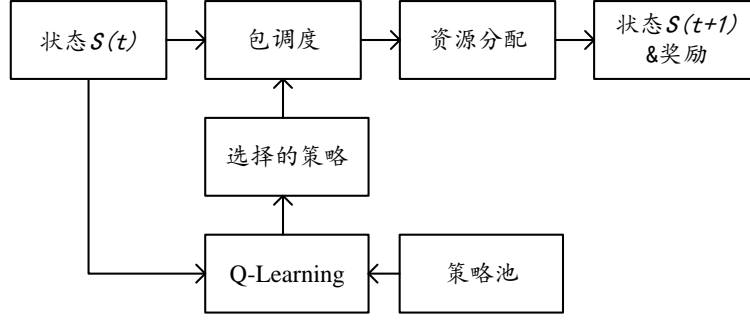 状态S(t)
包调度
资源分配
状态S(t+1)
&奖励
选择的策略
Q-Learning
策略池